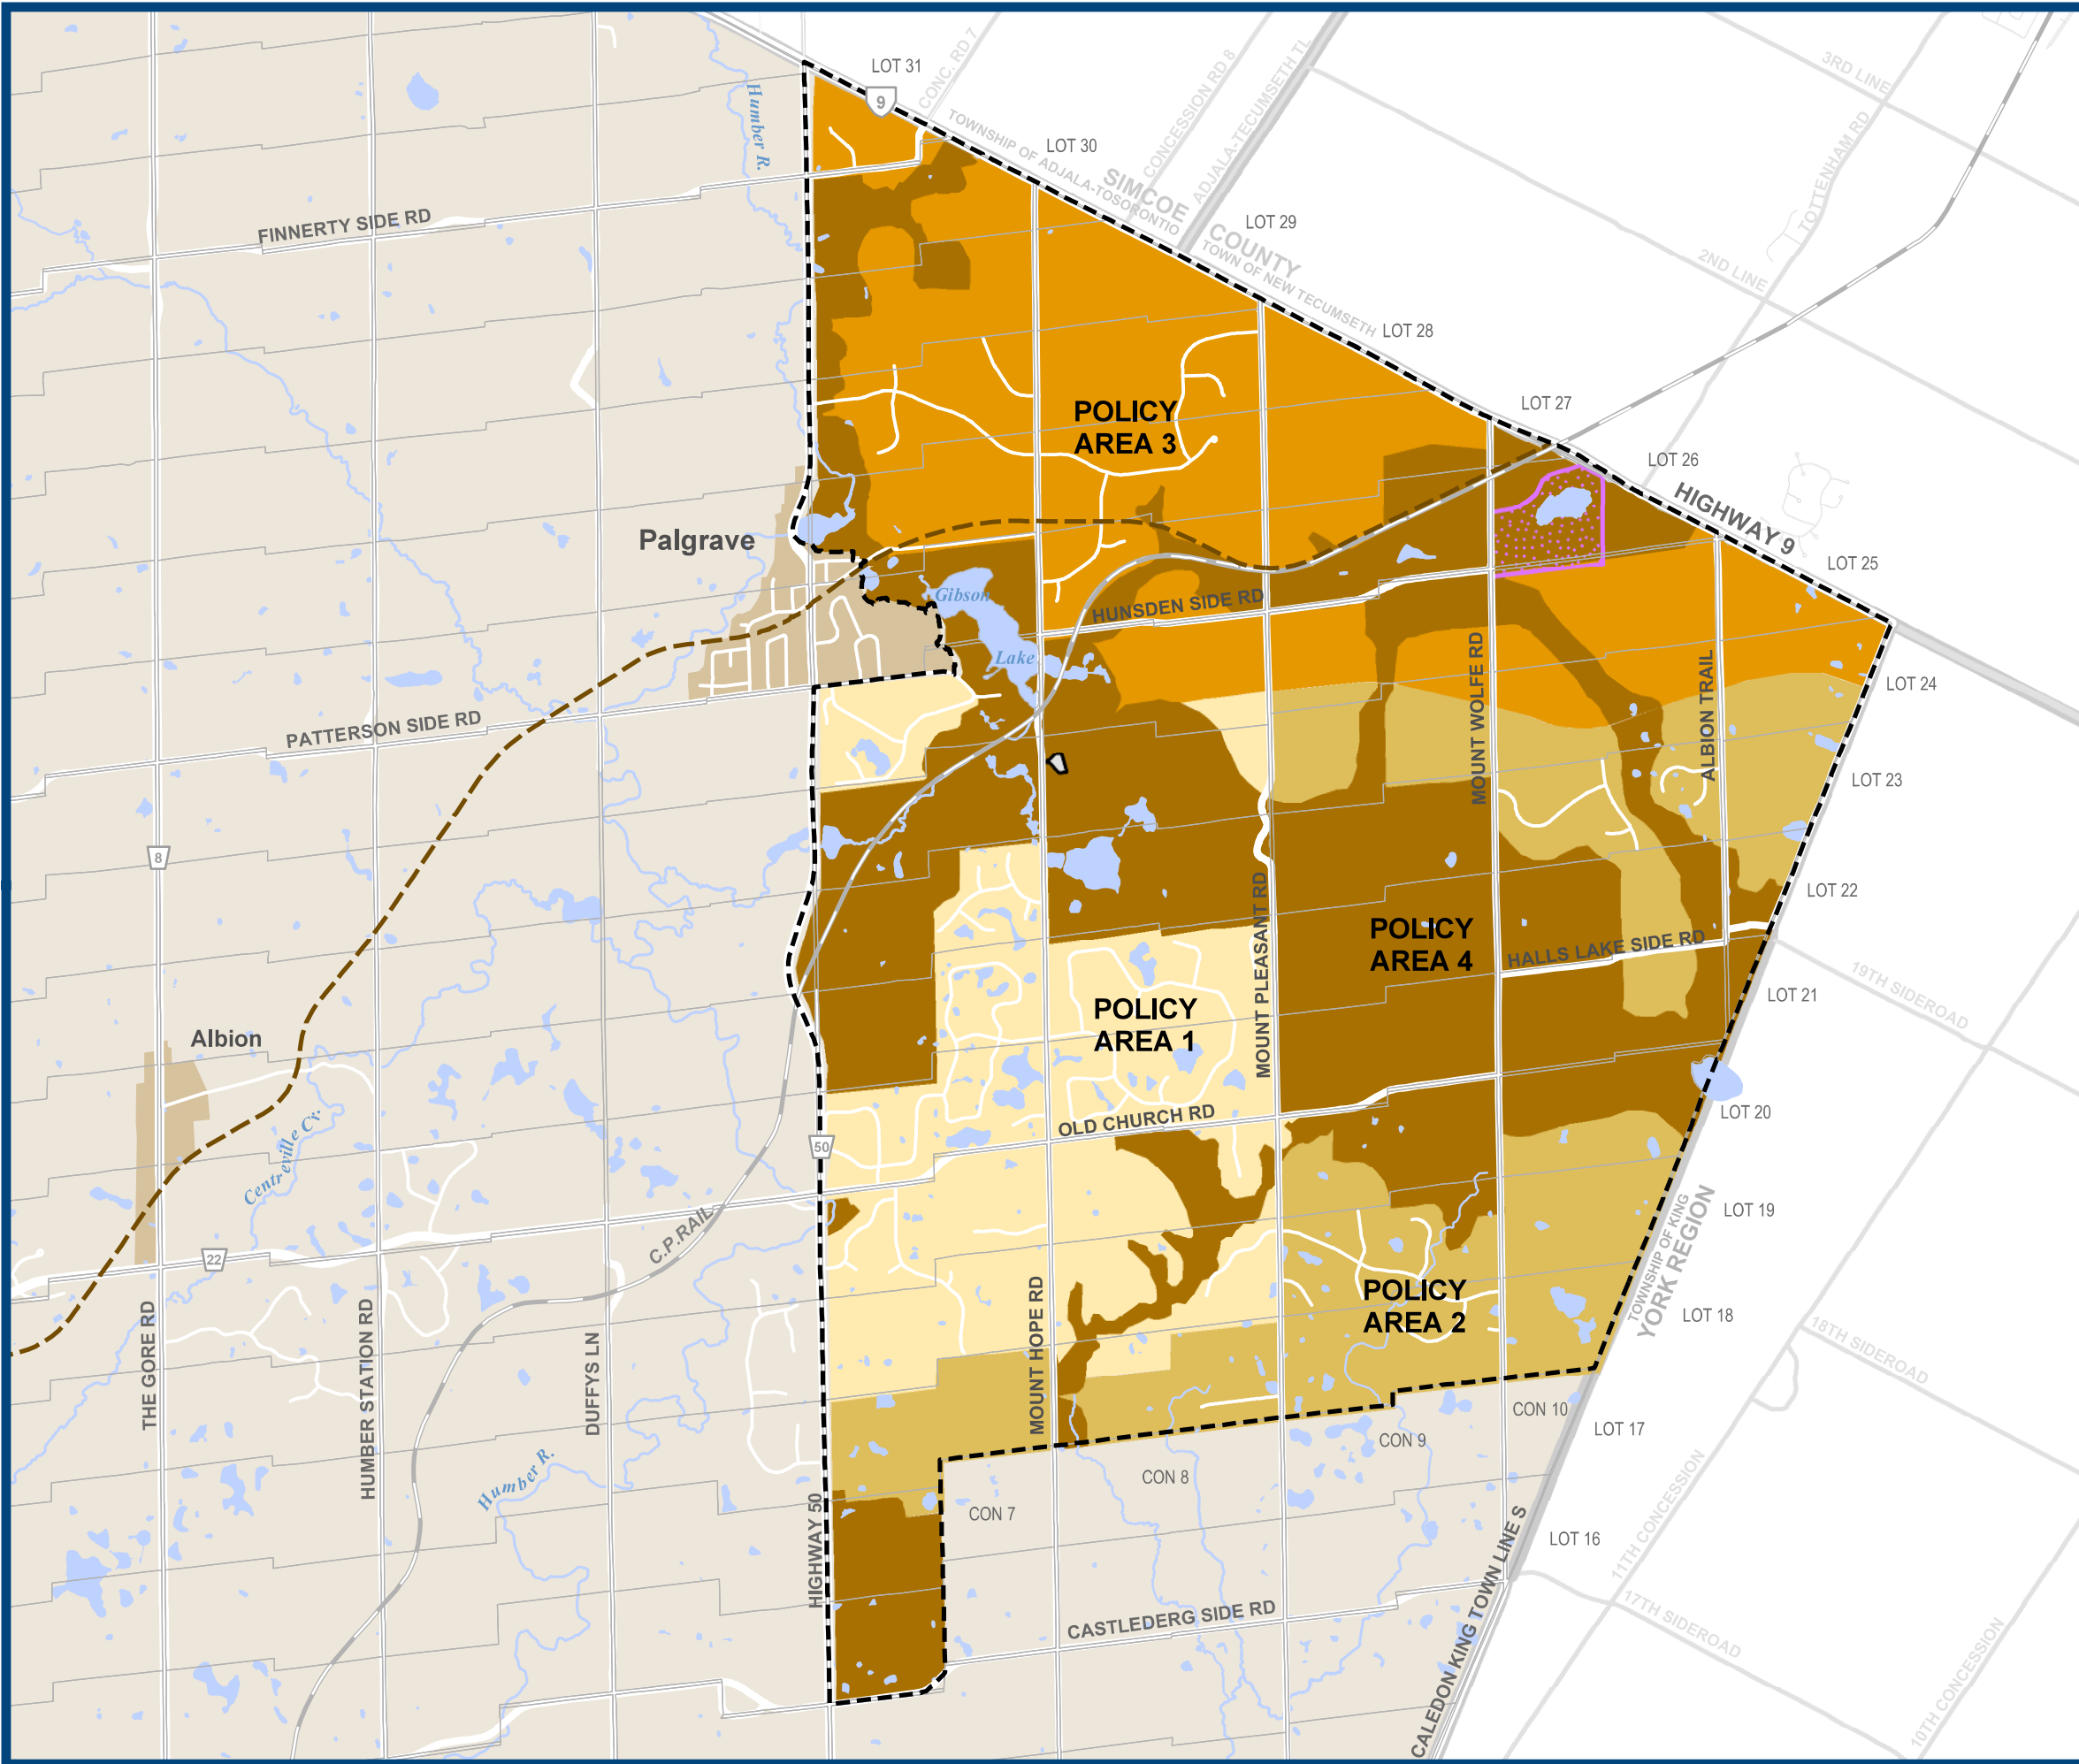 LOT 31
CONC. RD 7
9
3RD LINE
Humber R.
TOWNSHIP OF ADJALA-TOSORONTIO
LOT 30
CONCESSION RD 8
ADJALA-TECUMSETH TL
TOTTENHAM RD
SIMCOE
COUNTY
TOWN OF NEW TECUMSETH
LOT 29
FINNERTY SIDE RD
2ND LINE
LOT 28
LOT 27
POLICY
AREA 3
LOT 26
HIGHWAY 9
Palgrave
LOT 25
Gibson
Lake
HUNSDEN SIDE RD
MOUNT WOLFE RD
ALBION TRAIL
LOT 24
PATTERSON SIDE RD
LOT 23
8
LOT 22
MOUNT PLEASANT RD
POLICY
AREA 4
HALLS LAKE SIDE RD
19TH SIDEROAD
LOT 21
POLICY
AREA 1
Albion
OLD CHURCH RD
LOT 20
50
Centreville Cr.
C.P.RAIL
22
LOT 19
TOWNSHIP OF KING
YORK REGION
POLICY
AREA 2
LOT 18
18TH SIDEROAD
THE GORE RD
HUMBER STATION RD
DUFFYS LN
MOUNT HOPE RD
CON 10
LOT 17
CON 9
CON 8
Humber R.
HIGHWAY 50
CON 7
LOT 16
11TH CONCESSION
CASTLEDERG SIDE RD
17TH SIDEROAD
CALEDON KING TOWN LINE S
10TH CONCESSION